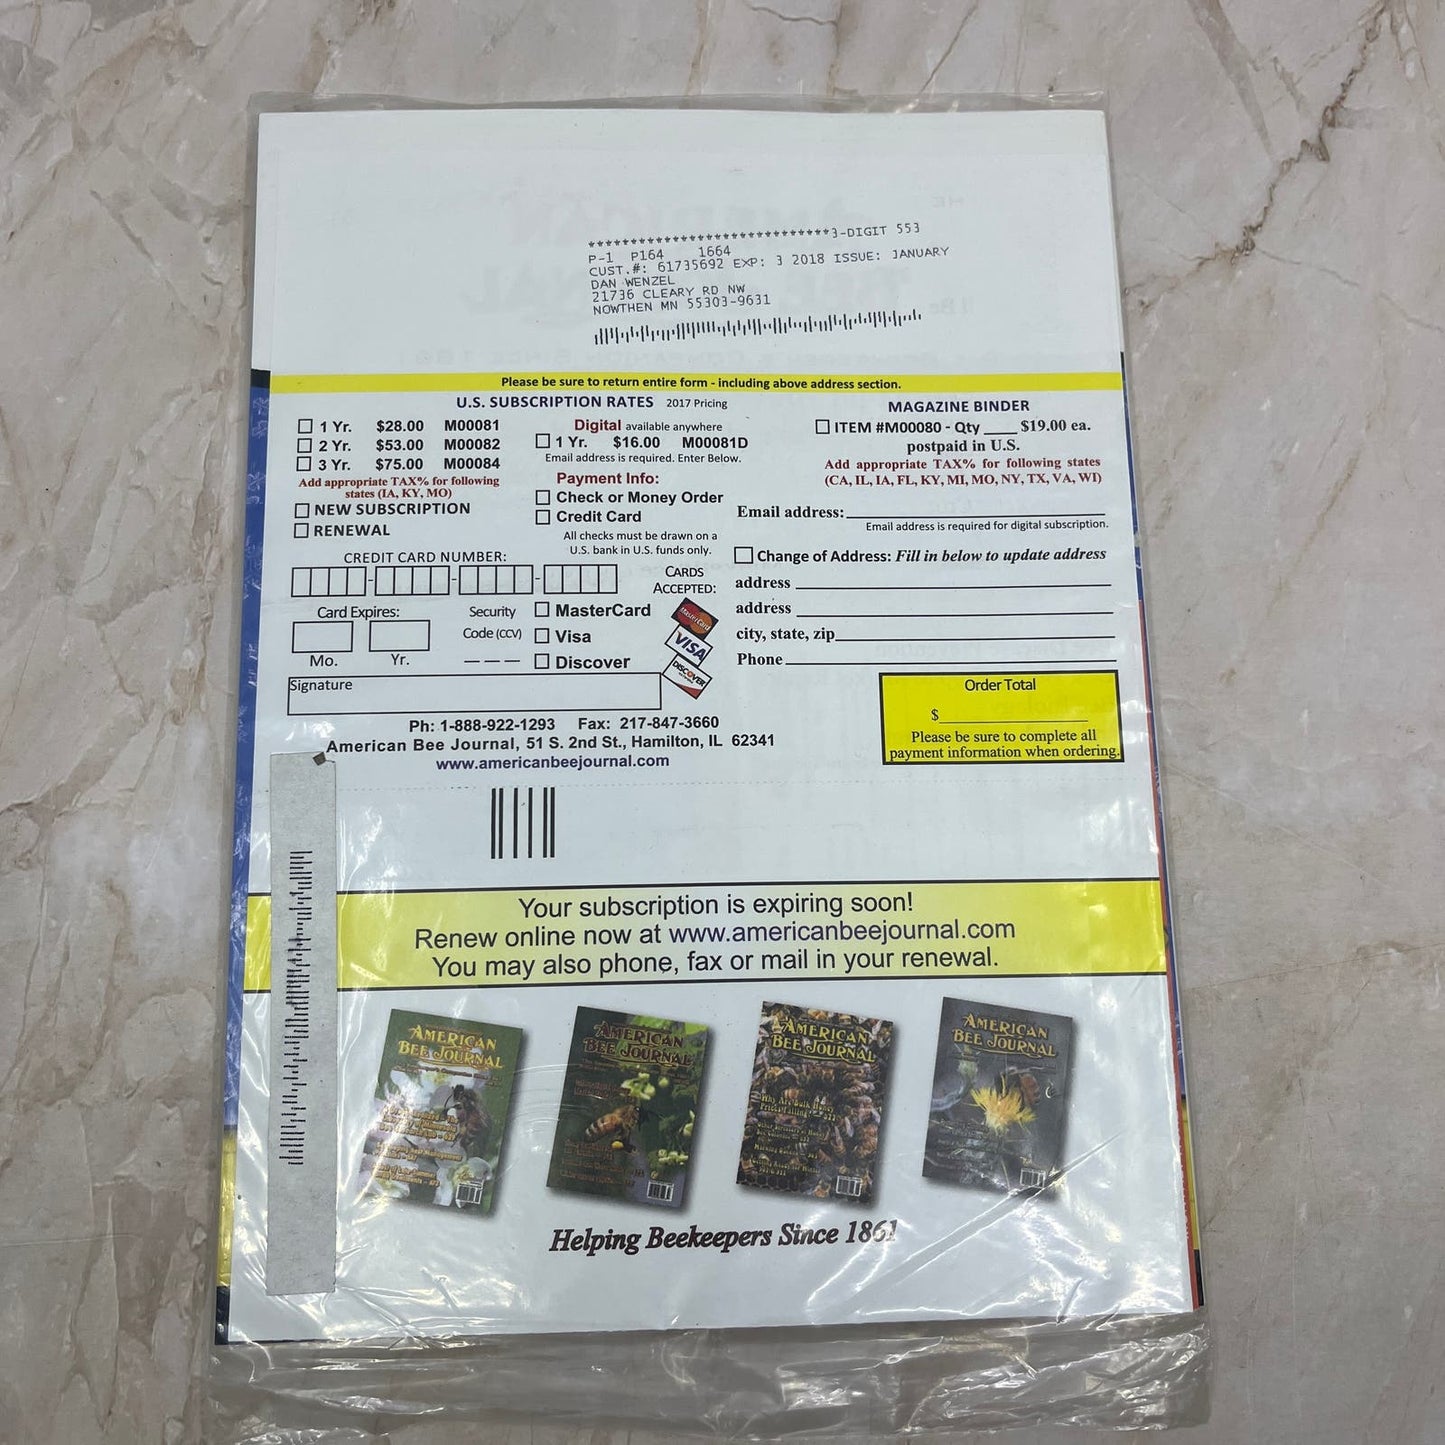 *****************************3-DIGIT 553
P-1 P164 1664
CUST.#: 61735692 EXP: 3 2018 ISSUE: JANUARY
DAN WENZEL
21736 CLEARY RD NW
NOWTHEN MN 55303-9631
Please be sure to return entire form - including above address section.
U.S. SUBSCRIPTION RATES 2017 Pricing
1 Yr. $28.00 M00081
2 Yr. $53.00 M00082
3 Yr. $75.00 M00084
Add appropriate TAX% for following
states (IA, KY, MO)
NEW SUBSCRIPTION
RENEWAL
Digital available anywhere
1 Yr. $16.00 M00081D
Email address is required. Enter Below.
Payment Info:
Check or Money Order
Credit Card
All checks must be drawn on a
U.S. bank in U.S. funds only.
MAGAZINE BINDER
ITEM #M00080 - Qty ____ $19.00 ea.
postpaid in U.S.
Add appropriate TAX% for following states
(CA, IL, IA, FL, KY, MI, MO, NY, TX, VA, WI)
Email address:
Email address is required for digital subscription.
Change of Address: Fill in below to update address
address
address
city, state, zip
Phone
CREDIT CARD NUMBER:
CARDS
ACCEPTED:
Card Expires:
Mo. Yr.
Security
Code (CCV)
MasterCard
Visa
Discover
MasterCard
VISA
DISCOVER
Signature
Order Total
$
Please be sure to complete all
payment information when ordering.
Ph: 1-888-922-1293 Fax: 217-847-3660
American Bee Journal, 51 S. 2nd St., Hamilton, IL 62341
www.americanbeejournal.com
Your subscription is expiring soon!
Renew online now at www.americanbeejournal.com
You may also phone, fax or mail in your renewal.
AMERICAN
BEE JOURNAL
AMERICAN
BEE JOURNAL
AMERICAN
BEE JOURNAL
Why Are Bulk Honey
Prices Falling?
AMERICAN
BEE JOURNAL
Helping Beekeepers Since 1861